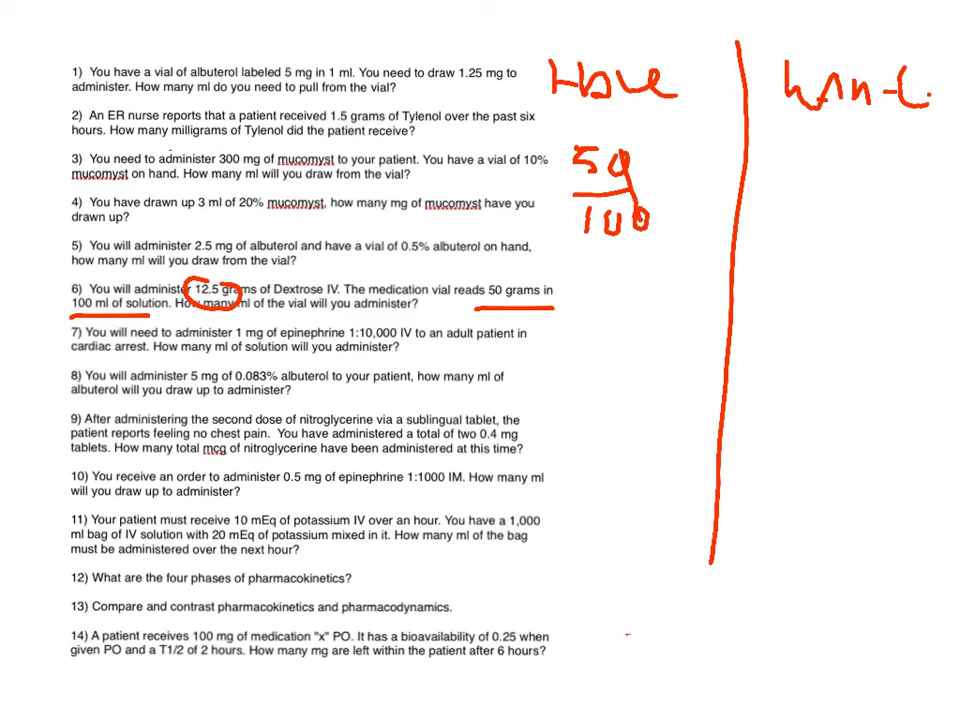 1) You have a vial of albuterol labeled 5 mg in 1 ml. You need to draw 1.25 mg to
administer. How many ml do you need to pull from the vial?
2) An ER nurse reports that a patient received 1.5 grams of Tylenol over the past six
hours. How many milligrams of Tylenol did the patient receive?
3) You need to administer 300 mg of mucomyst to your patient. You have a vial of 10%
mucomyst on hand. How many ml will you draw from the vial?
4) You have drawn up 3 ml of 20% mucomyst, how many mg of mucomyst have you
drawn up?
5) You will administer 2.5 mg of albuterol and have a vial of 0.5% albuterol on hand,
how many ml will you draw from the vial?
6) You will administer 12.5 grams of Dextrose IV. The medication vial reads 50 grams in
100 ml of solution. How many ml of the vial will you administer?
7) You will need to administer 1 mg of epinephrine 1:10,000 IV to an adult patient in
cardiac arrest. How many ml of solution will you administer?
8) You will administer 5 mg of 0.083% albuterol to your patient, how many ml of
albuterol will you draw up to administer?
9) After administering the second dose of nitroglycerine via a sublingual tablet, the
patient reports feeling no chest pain. You have administered a total of two 0.4 mg
tablets. How many total mcg of nitroglycerine have been administered at this time?
10) You receive an order to administer 0.5 mg of epinephrine 1:1000 IM. How many ml
will you draw up to administer?
11) Your patient must receive 10 mEq of potassium IV over an hour. You have a 1,000
ml bag of IV solution with 20 mEq of potassium mixed in it. How many ml of the bag
must be administered over the next hour?
12) What are the four phases of pharmacokinetics?
13) Compare and contrast pharmacokinetics and pharmacodynamics.
14) A patient receives 100 mg of medication "x" PO. It has a bioavailability of 0.25 when
given PO and a T1/2 of 2 hours. How many mg are left within the patient after 6 hours?
Have
50
100